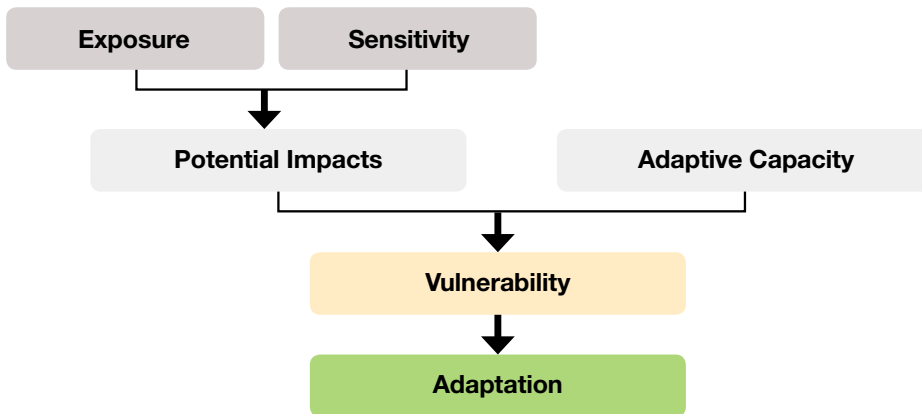 Exposure
Sensitivity
Potential Impacts
Adaptive Capacity
Vulnerability
Adaptation